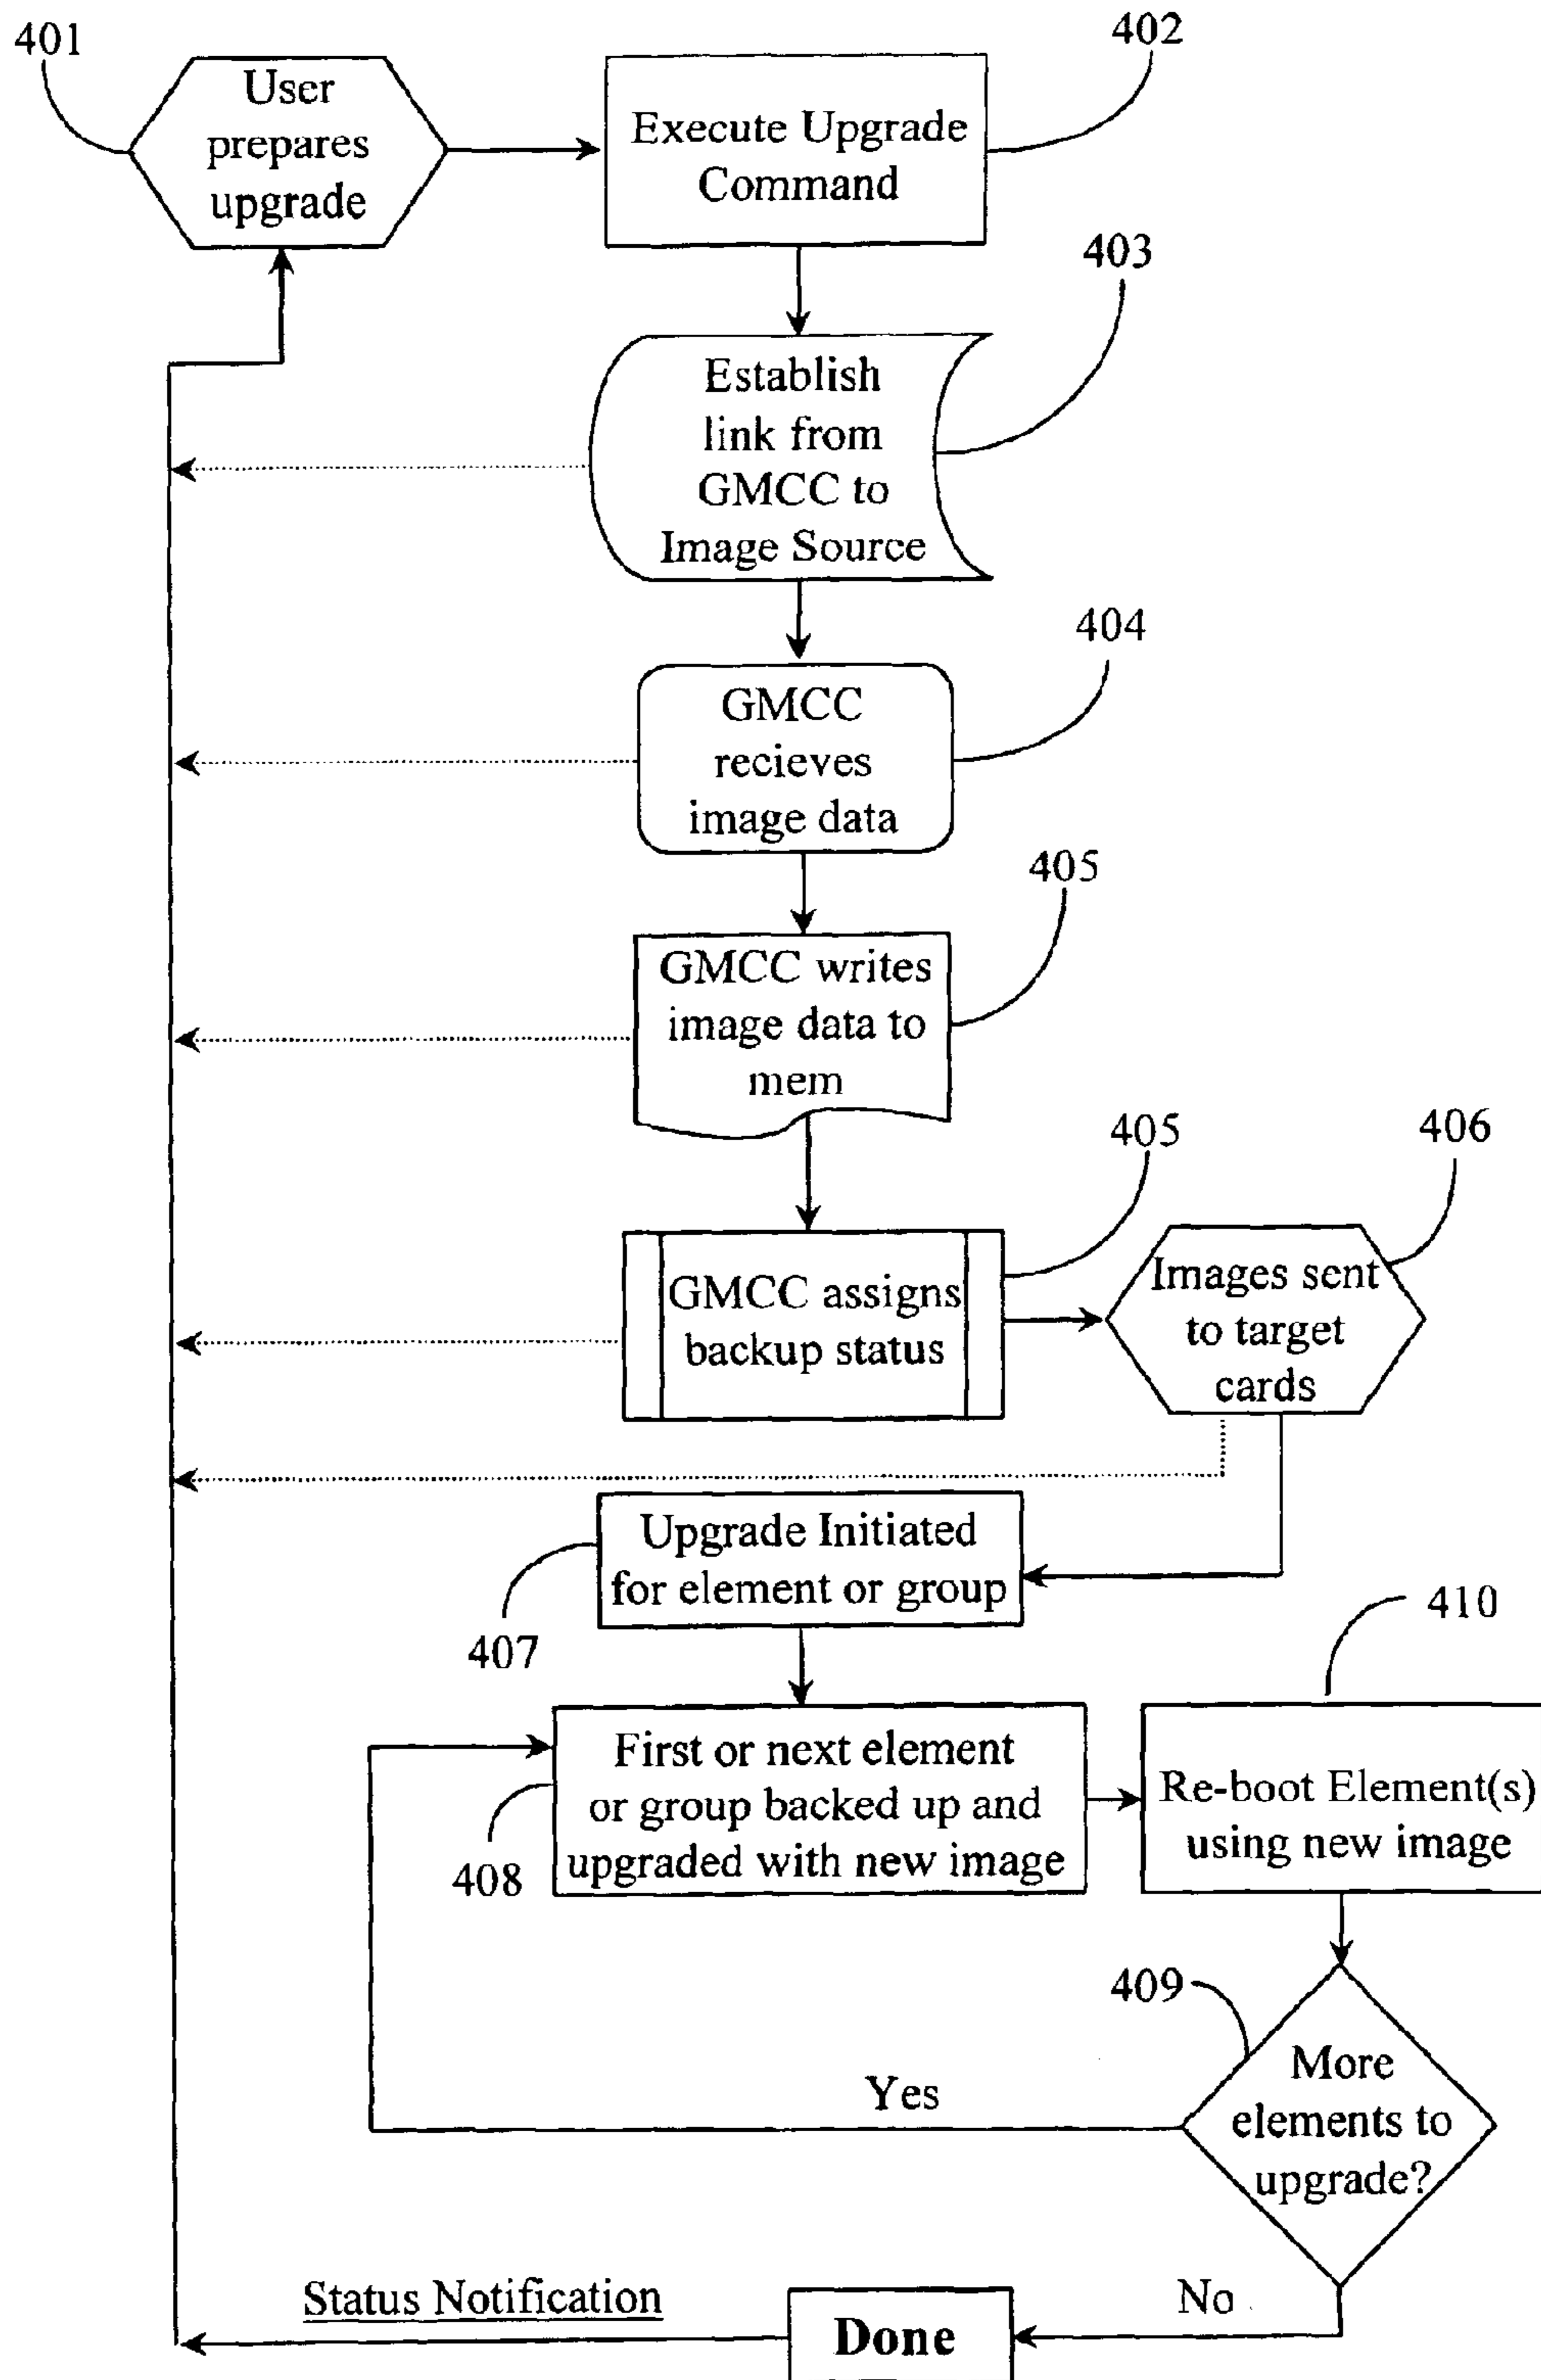 401
User
prepares
upgrade
402
Execute Upgrade
Command
403
Establish
link from
GMCC to
Image Source
404
GMCC
recieves
image data
405
GMCC writes
image data to
mem
405
GMCC assigns
backup status
406
Images sent
to target
cards
Upgrade Initiated
for element or group
407
410
First or next element
or group backed up and
upgraded with new image
408
Re-boot Element(s)
using new image
409
More
elements to
upgrade?
Yes
No
Status Notification
Done